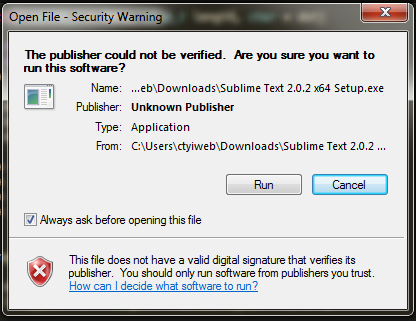 Open File - Security Warning
The publisher could not be verified.  Are you sure you want to
run this software?
Name: ...eb\Downloads\Sublime Text 2.0.2 x64 Setup.exe
Publisher: Unknown Publisher
Type: Application
From: C:\Users\ctyiweb\Downloads\Sublime Text 2.0.2 ...
Run
Cancel
Always ask before opening this file
This file does not have a valid digital signature that verifies its
publisher.  You should only run software from publishers you trust.
How can I decide what software to run?